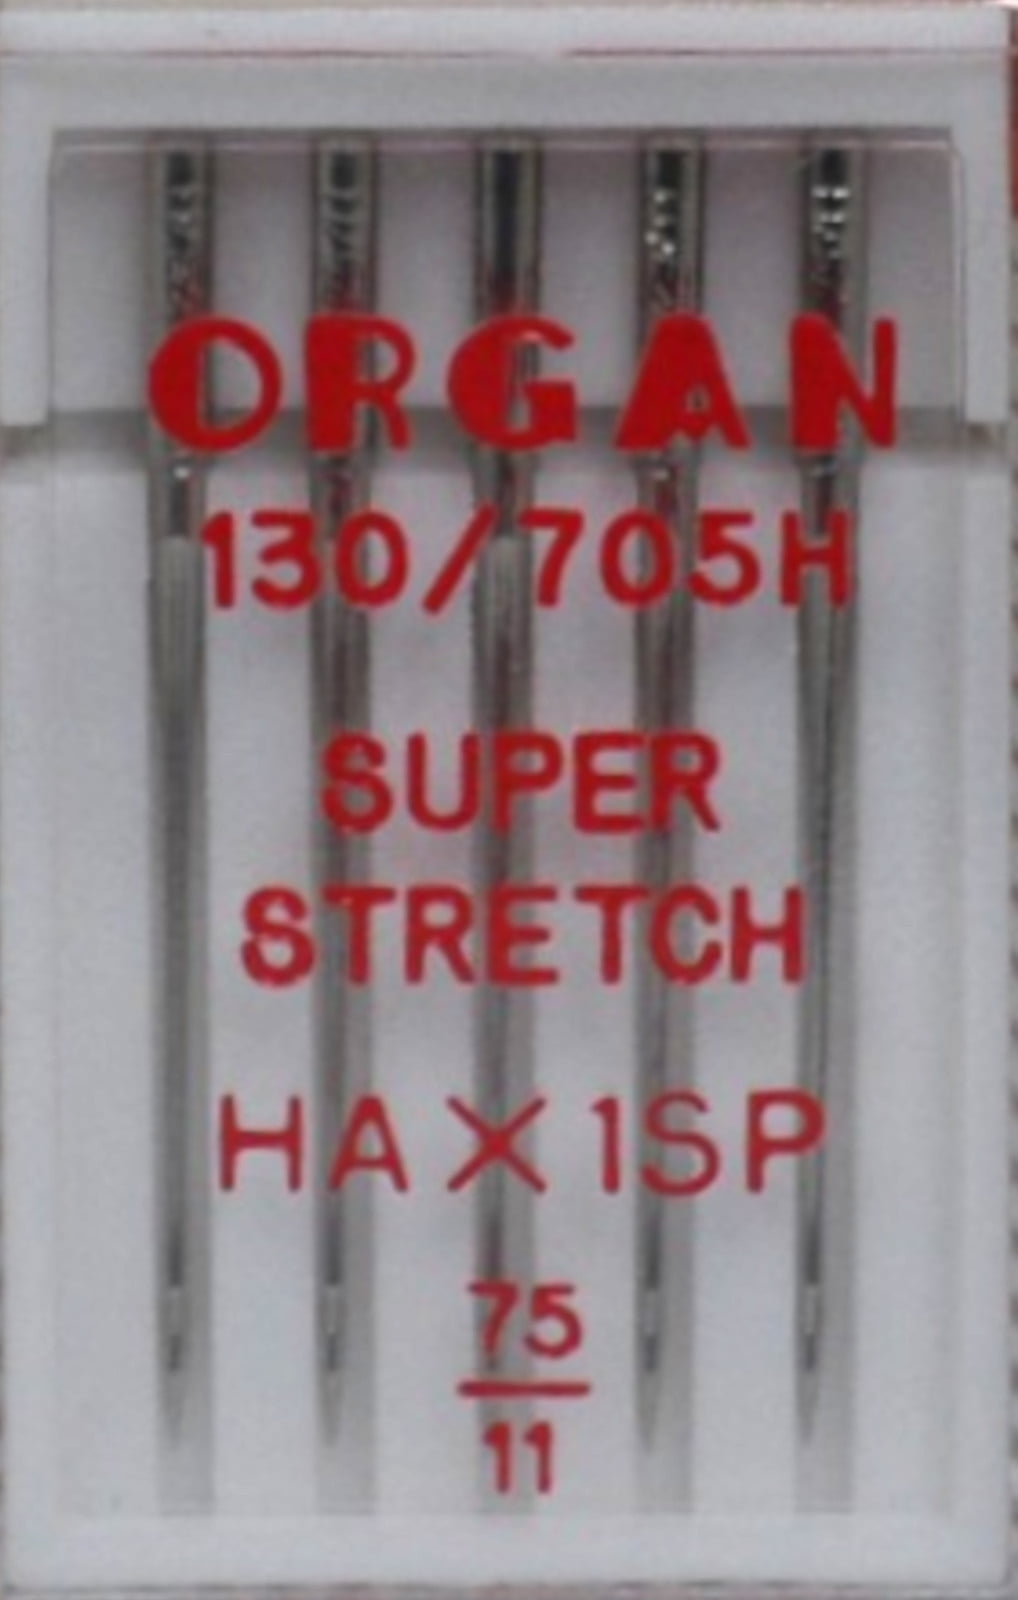 ORGAN
130/705H
SUPER
STRETCH
HA×1SP
75
11